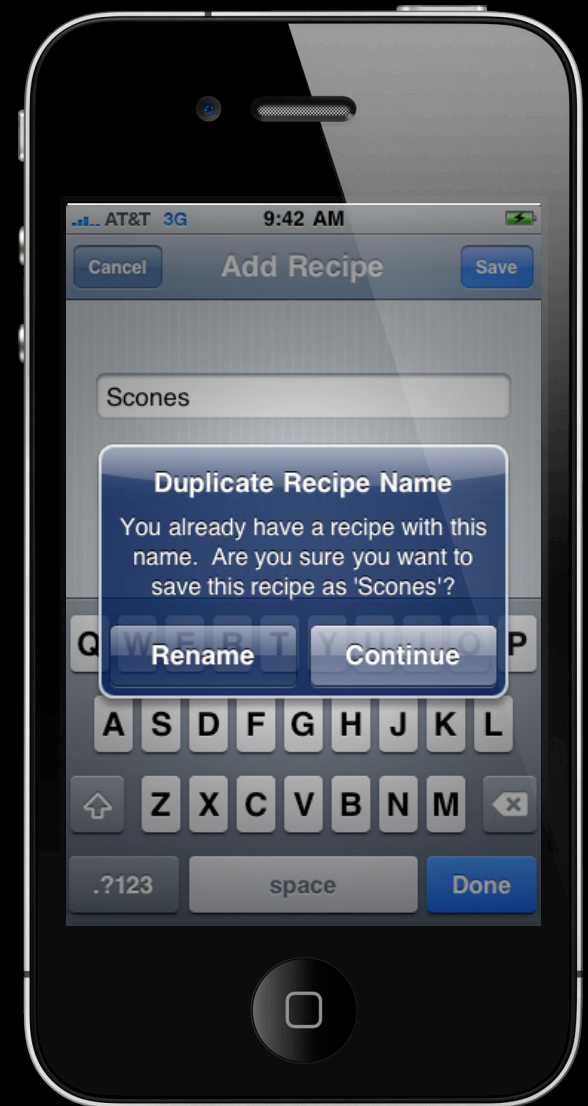 AT&T 3G 9:42 AM
Cancel Add Recipe Save
Scones
Duplicate Recipe Name
You already have a recipe with this
name.  Are you sure you want to
save this recipe as 'Scones'?
Q W E R T Y U I O P
Rename Continue
A S D F G H J K L
Z X C V B N M
.?123 space Done